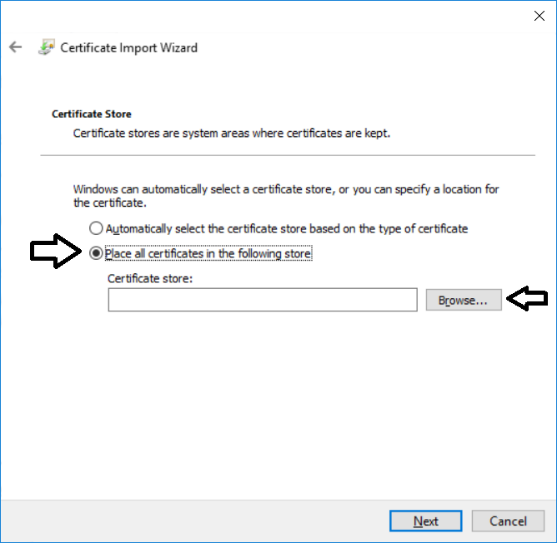 Certificate Import Wizard
Certificate Store
Certificate stores are system areas where certificates are kept.
Windows can automatically select a certificate store, or you can specify a location for
the certificate.
Automatically select the certificate store based on the type of certificate
Place all certificates in the following store
Certificate store:
Browse...
Next
Cancel